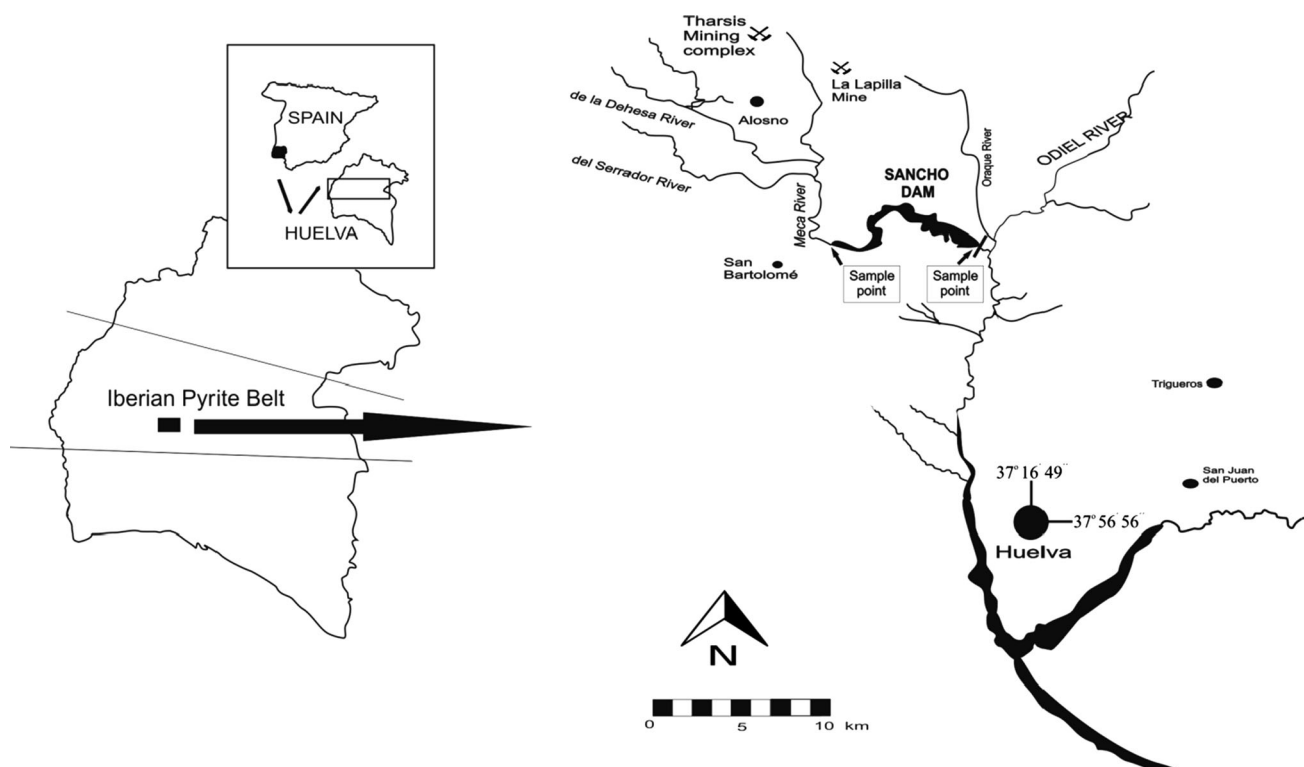 SPAIN
HUELVA
Iberian Pyrite Belt
Tharsis
Mining
complex
La Lapilla
Mine
de la Dehesa River
Alosno
del Serrador River
Meca River
SANCHO
DAM
Oraque River
ODIEL RIVER
San
Bartolomé
Sample
point
Sample
point
Trigueros
San Juan
del Puerto
37° 16´ 49´´
37° 56´ 56´´
Huelva
N
0 5 10 km